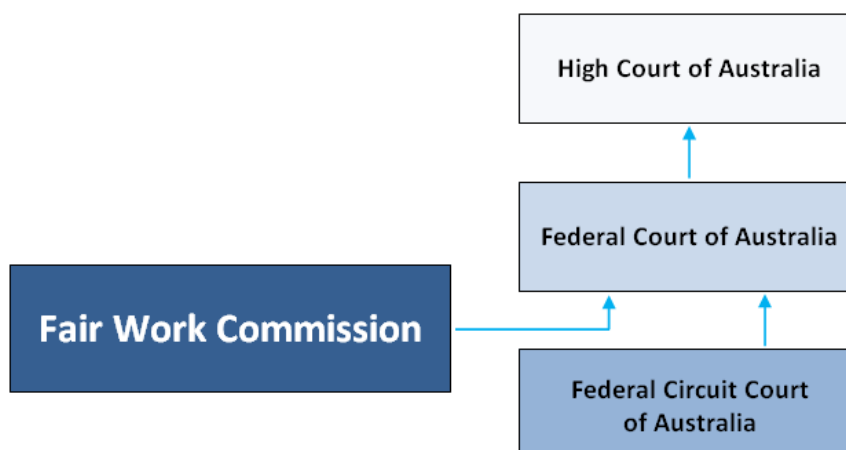 High Court of Australia
Federal Court of Australia
Fair Work Commission
Federal Circuit Court
of Australia